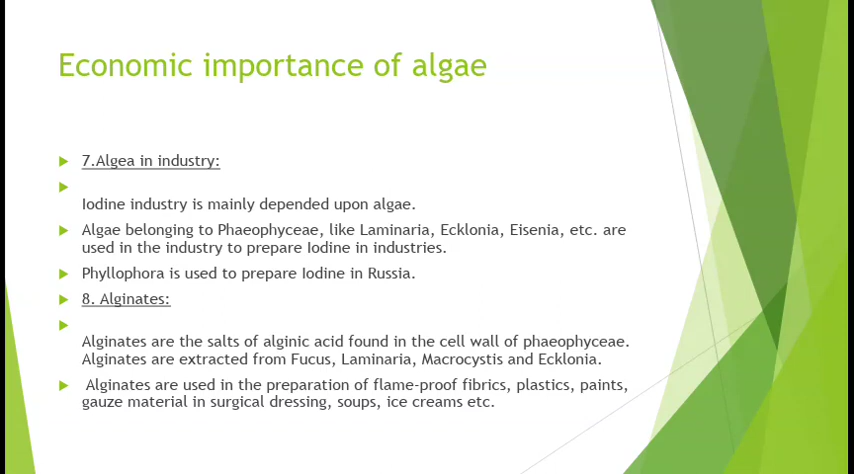 Economic importance of algae
7.Algea in industry:
Iodine industry is mainly depended upon algae.
Algae belonging to Phaeophyceae, like Laminaria, Ecklonia, Eisenia, etc. are
used in the industry to prepare Iodine in industries.
Phyllophora is used to prepare Iodine in Russia.
8. Alginates:
Alginates are the salts of alginic acid found in the cell wall of phaeophyceae.
Alginates are extracted from Fucus, Laminaria, Macrocystis and Ecklonia.
Alginates are used in the preparation of flame-proof fibrics, plastics, paints,
gauze material in surgical dressing, soups, ice creams etc.